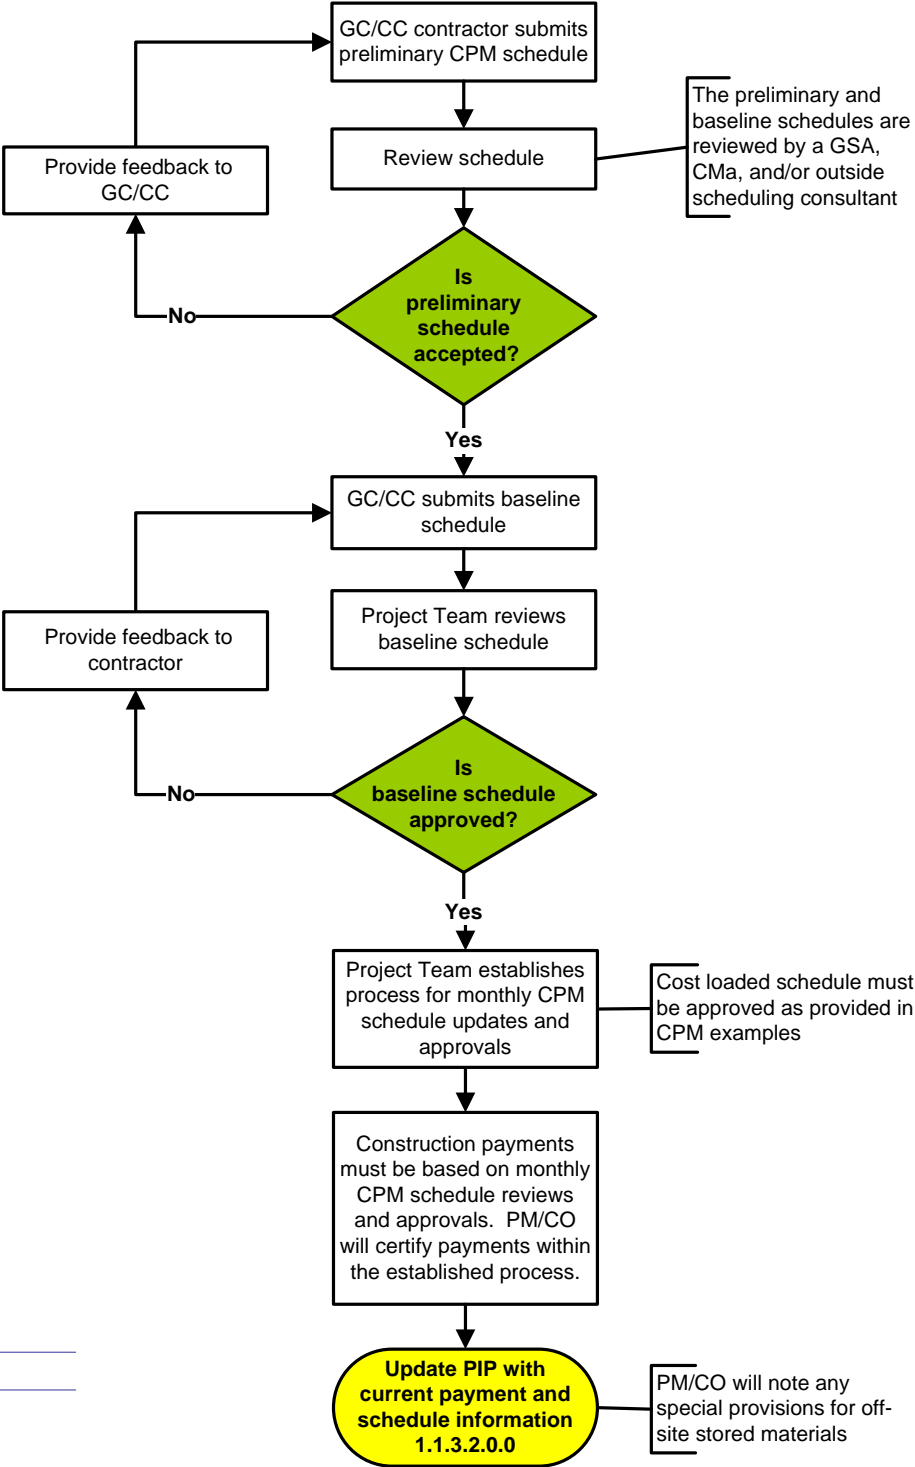 GC/CC contractor submits
preliminary CPM schedule
The preliminary and
baseline schedules are
reviewed by a GSA,
CMa, and/or outside
scheduling consultant
Review schedule
Provide feedback to
GC/CC
Is
preliminary
schedule
accepted?
No
Yes
GC/CC submits baseline
schedule
Project Team reviews
baseline schedule
Provide feedback to
contractor
Is
baseline schedule
approved?
No
Yes
Project Team establishes
process for monthly CPM
schedule updates and
approvals
Cost loaded schedule must
be approved as provided in
CPM examples
Construction payments
must be based on monthly
CPM schedule reviews
and approvals. PM/CO
will certify payments within
the established process.
Update PIP with
current payment and
schedule information
1.1.3.2.0.0
PM/CO will note any
special provisions for off-
site stored materials